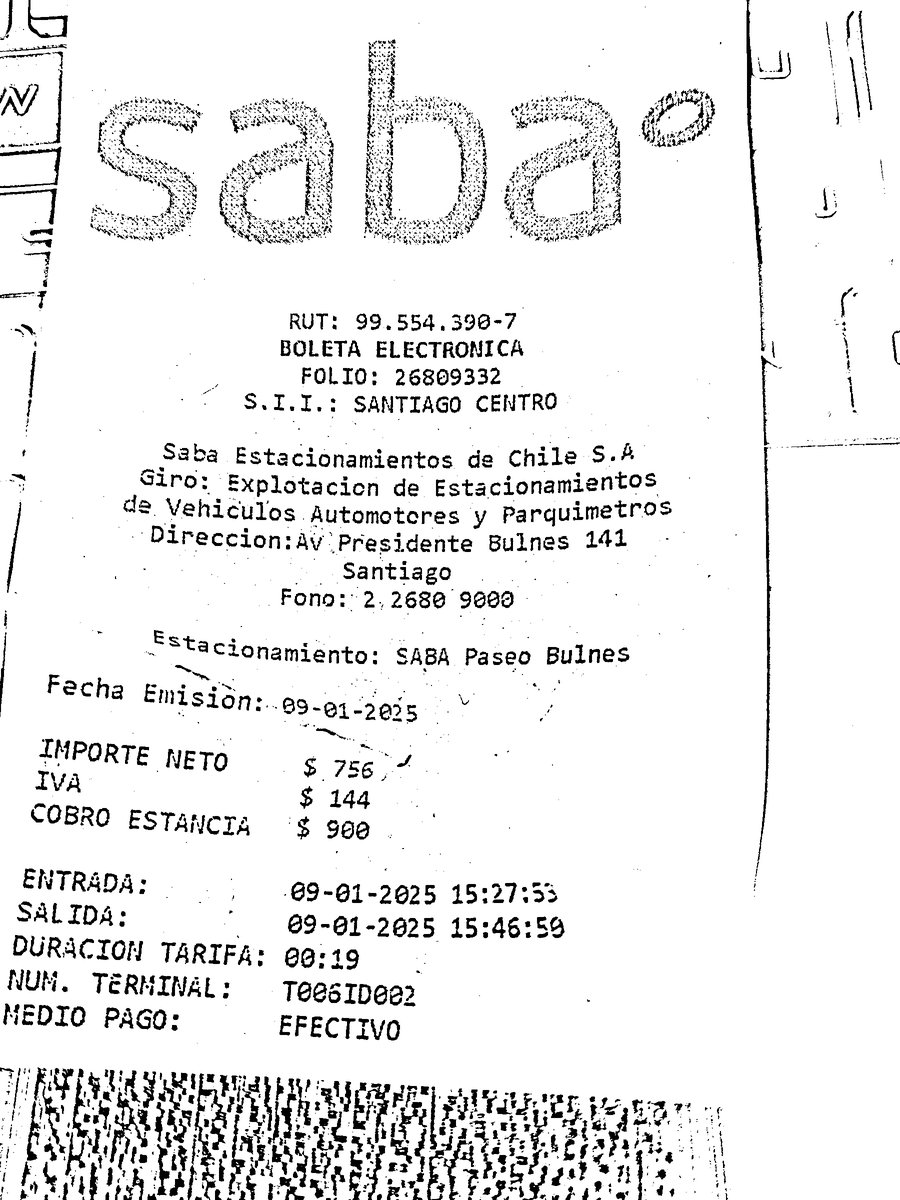 saba
RUT: 99.554.390-7
BOLETA ELECTRONICA
FOLIO: 26809332
S.I.I.: SANTIAGO CENTRO
Saba Estacionamientos de Chile S.A
Giro: Explotacion de Estacionamientos
de Vehiculos Automotores y Parquimetros
Direccion:Av Presidente Bulnes 141
Santiago
Fono: 2 2680 9000
Estacionamiento: SABA Paseo Bulnes
Fecha Emision: 09-01-2025
IMPORTE NETO $ 756
IVA $ 144
COBRO ESTANCIA $ 900
ENTRADA: 09-01-2025 15:27:53
SALIDA: 09-01-2025 15:46:59
DURACION TARIFA: 00:19
NUM. TERMINAL: T006ID002
MEDIO PAGO: EFECTIVO